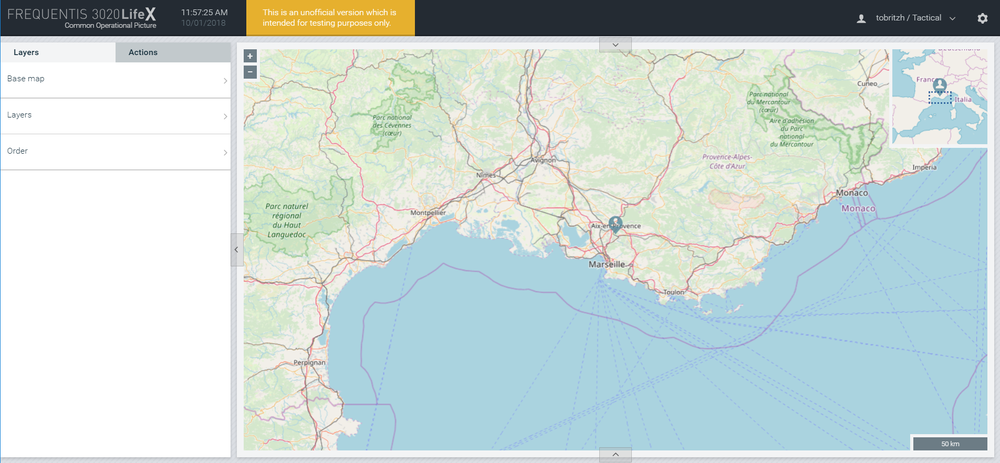 FREQUENTIS 3020 LifeX
Common Operational Picture
11:57:25 AM
10/01/2018
This is an unofficial version which is
intended for testing purposes only.
tobritzh / Tactical
Layers
Actions
Base map
Layers
Order
+
−
Parc national
des Cévennes
(cœur)
Avignon
Nîmes
Montpellier
Parc naturel
régional
du Haut
Languedoc
Perpignan
Aix-en-Provence
Marseille
Toulon
Provence-Alpes-
Côte d'Azur
Parc national
du Mercantour
(cœur)
Aire d'adhésion
du Parc
national
du Mercantour
Cuneo
Imperia
Monaco
Monaco
Deutschland
France
Italia
50 km